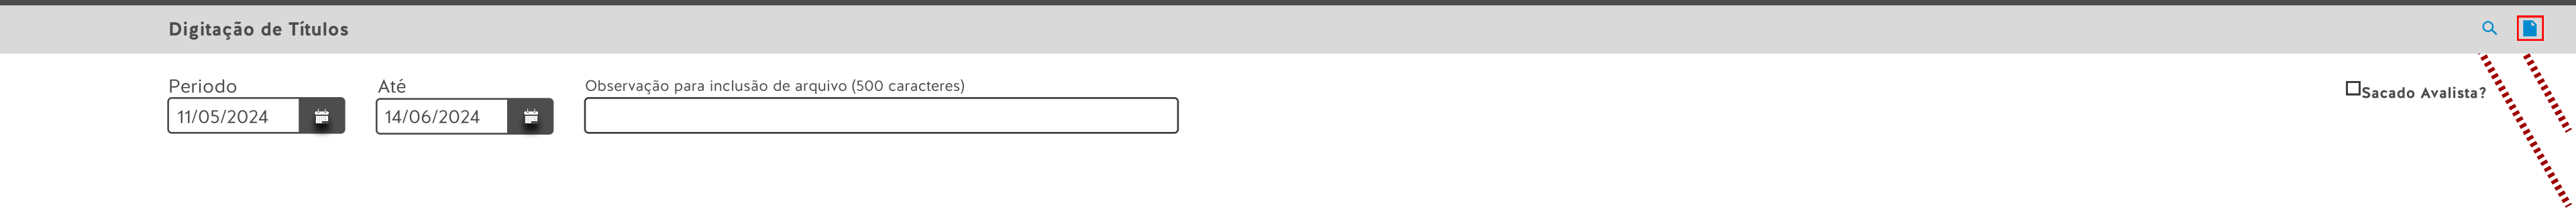 Digitação de Títulos
Periodo
Até
Observação para inclusão de arquivo (500 caracteres)
Sacado Avalista?
11/05/2024
14/06/2024